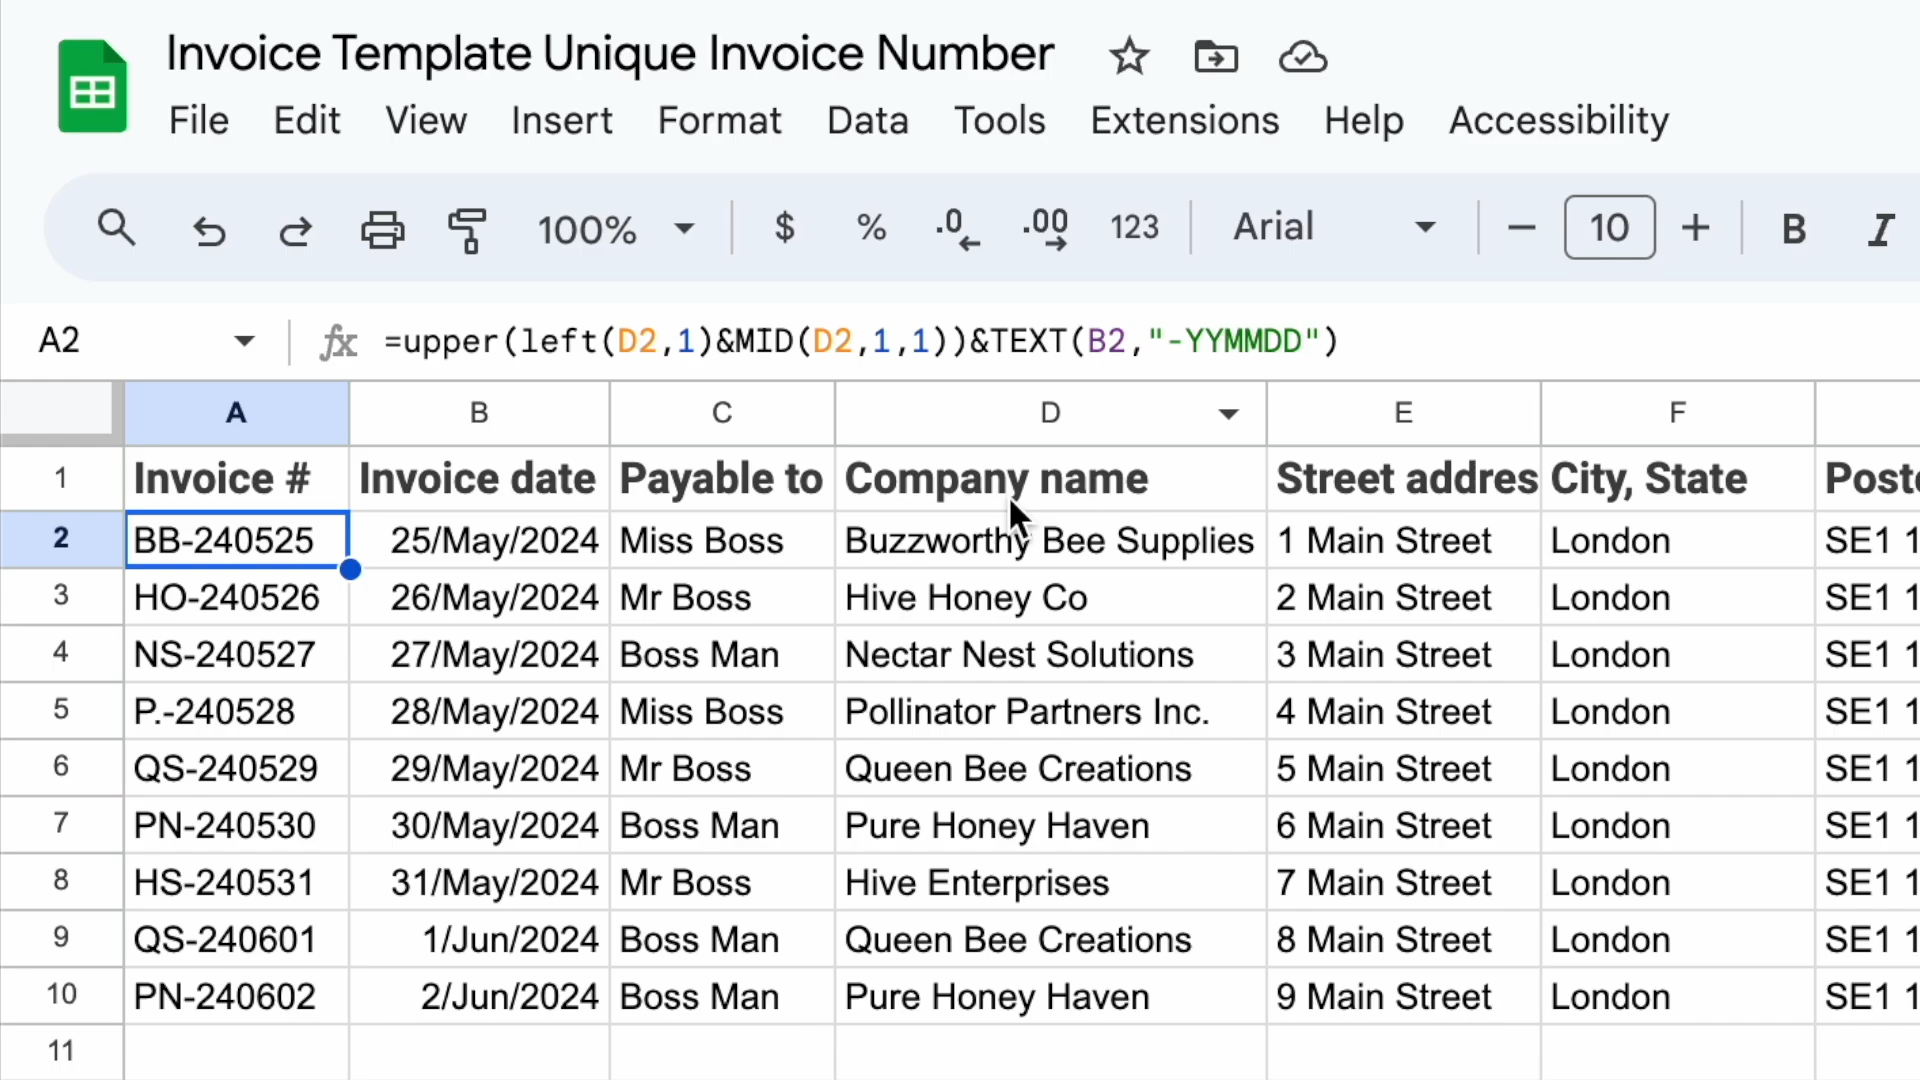 Invoice Template Unique Invoice Number
File Edit View Insert Format Data Tools Extensions Help Accessibility
100% $ % .0 .00 123 Arial 10 B I
A2 fx =upper(left(D2,1)&MID(D2,1,1))&TEXT(B2,"-YYMMDD")
A B C D E F
1 Invoice # Invoice date Payable to Company name Street addres City, State
2 BB-240525 25/May/2024 Miss Boss Buzzworthy Bee Supplies 1 Main Street London SE1 1
3 HO-240526 26/May/2024 Mr Boss Hive Honey Co 2 Main Street London SE1 1
4 NS-240527 27/May/2024 Boss Man Nectar Nest Solutions 3 Main Street London SE1 1
5 P.-240528 28/May/2024 Miss Boss Pollinator Partners Inc. 4 Main Street London SE1 1
6 QS-240529 29/May/2024 Mr Boss Queen Bee Creations 5 Main Street London SE1 1
7 PN-240530 30/May/2024 Boss Man Pure Honey Haven 6 Main Street London SE1 1
8 HS-240531 31/May/2024 Mr Boss Hive Enterprises 7 Main Street London SE1 1
9 QS-240601 1/Jun/2024 Boss Man Queen Bee Creations 8 Main Street London SE1 1
10 PN-240602 2/Jun/2024 Boss Man Pure Honey Haven 9 Main Street London SE1 1
11